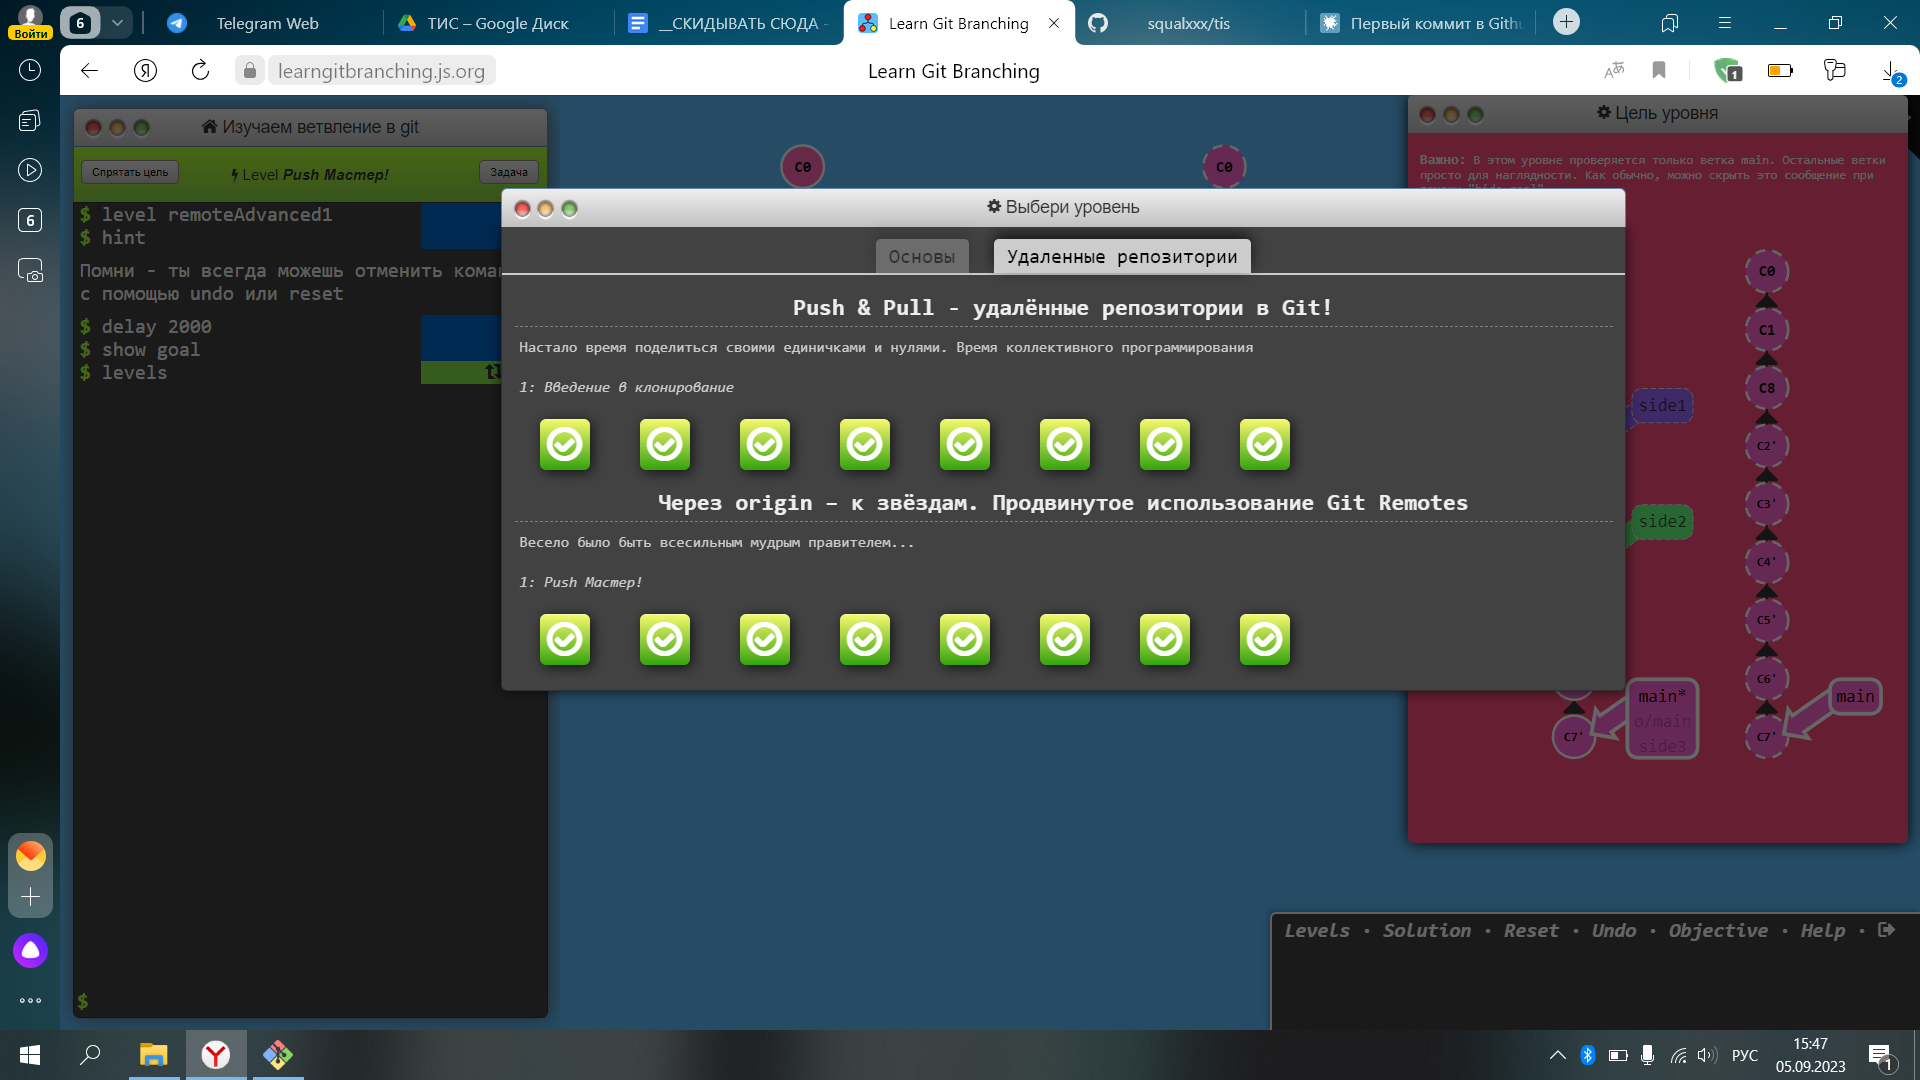 Войти
6
Telegram Web
ТИС – Google Диск
__СКИДЫВАТЬ СЮДА -
Learn Git Branching
squalxxx/tis
Первый коммит в Githu
learngitbranching.js.org
Learn Git Branching
1
2
6
Изучаем ветвление в git
Спрятать цель
Level Push Мастер!
Задача
$ level remoteAdvanced1
$ hint
Помни - ты всегда можешь отменить кома
с помощью undo или reset
$ delay 2000
$ show goal
$ levels
$
C0
C0
Цель уровня
Важно: В этом уровне проверяется только ветка main. Остальные ветки
просто для наглядности. Как обычно, можно скрыть это сообщение при
Выбери уровень
Основы
Удаленные репозитории
Push & Pull - удалённые репозитории в Git!
Настало время поделиться своими единичками и нулями. Время коллективного программирования
1: Введение в клонирование
Через origin – к звёздам. Продвинутое использование Git Remotes
Весело было быть всесильным мудрым правителем...
1: Push Мастер!
C0
C1
C8
C2'
C3'
C4'
C5'
C6'
C7'
side1
side2
main*
o/main
side3
C7'
main
Levels • Solution • Reset • Undo • Objective • Help •
РУС
15:47
05.09.2023
1